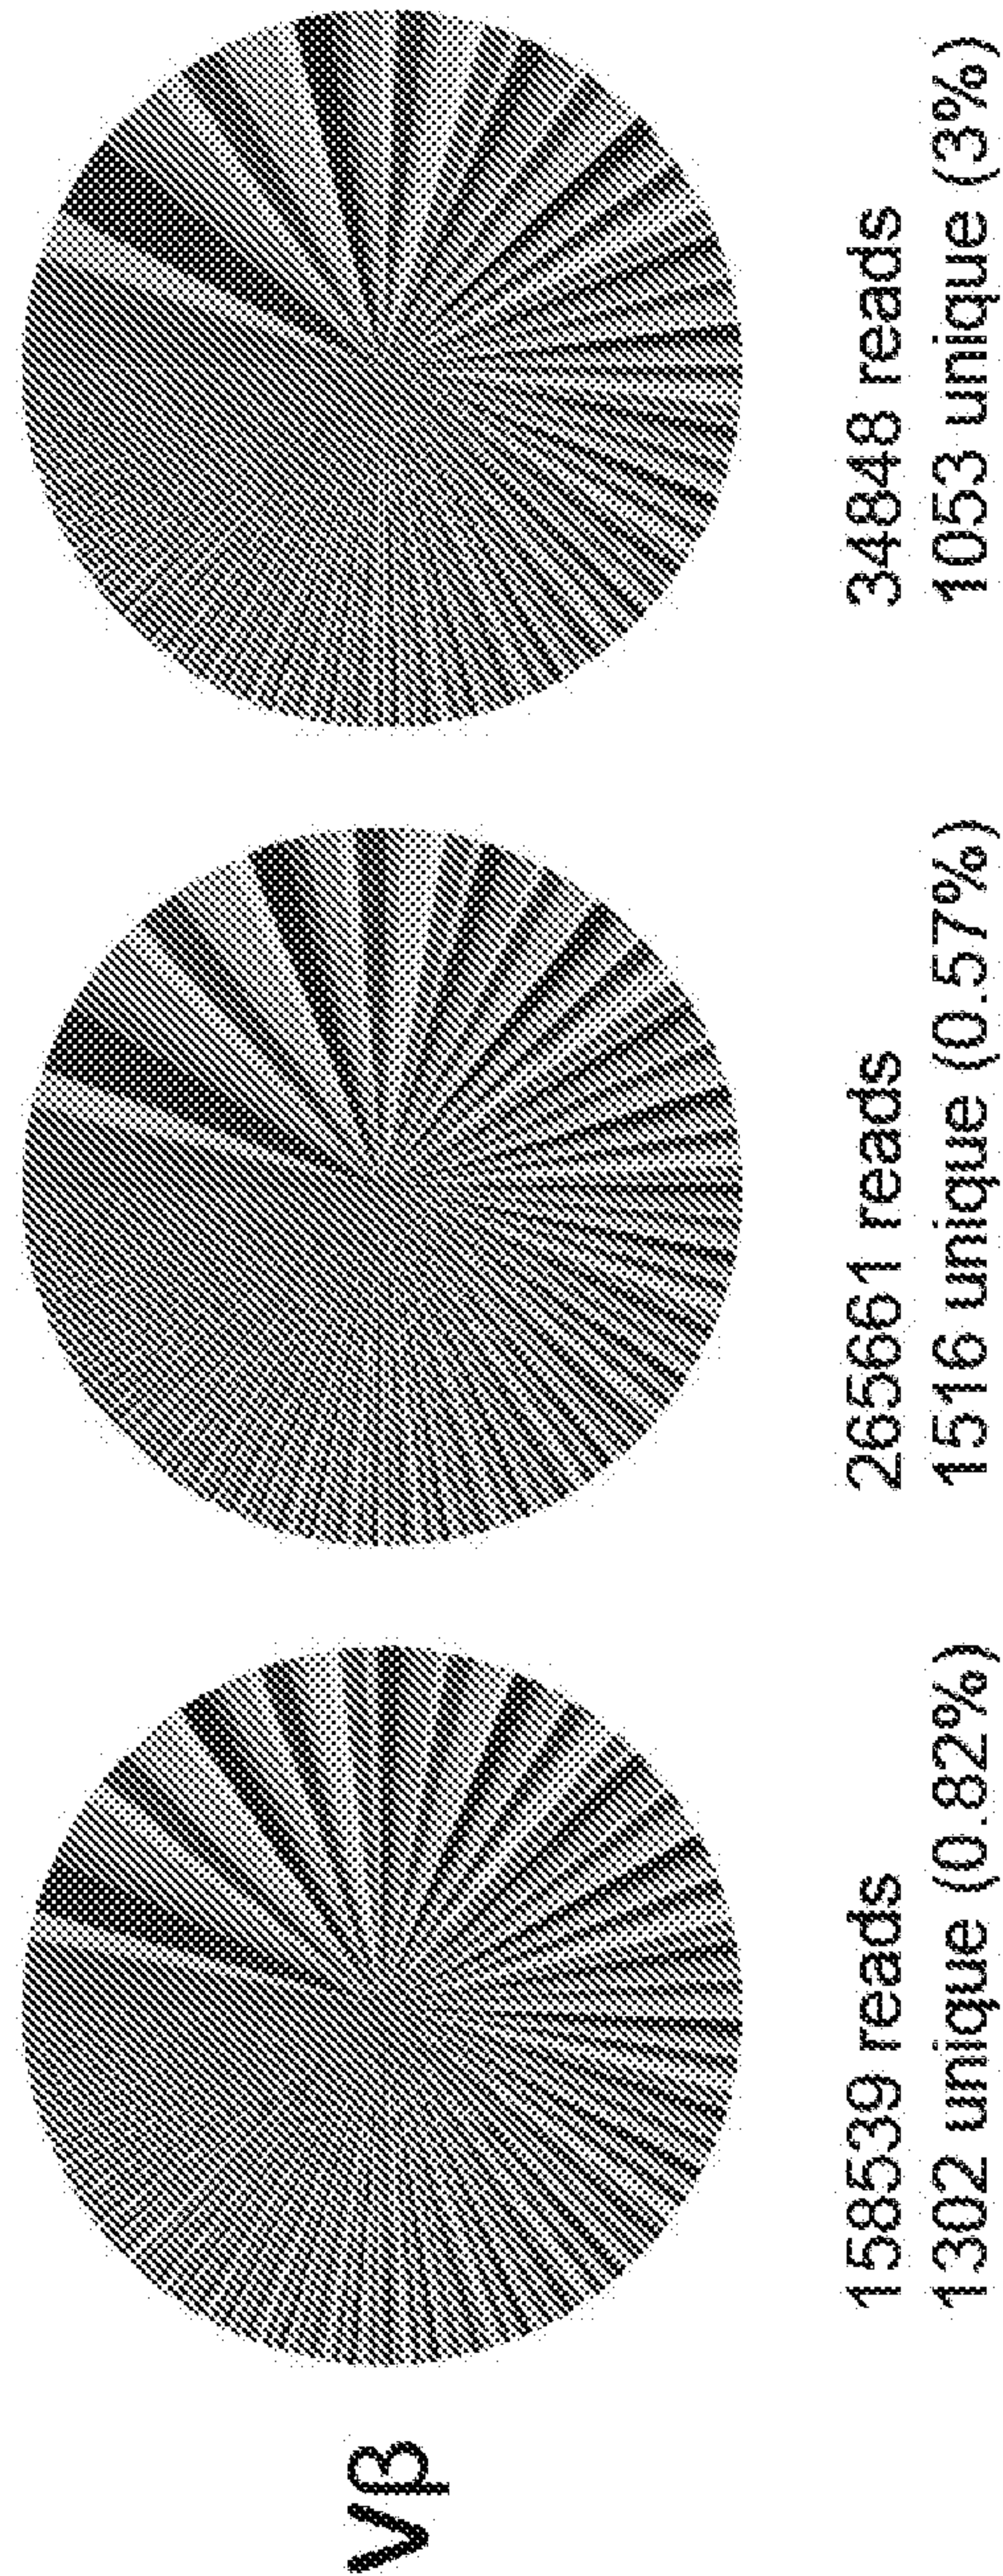 Vβ
158539 reads
1302 unique (0.82%)
265661 reads
1516 unique (0.57%)
34848 reads
1053 unique (3%)